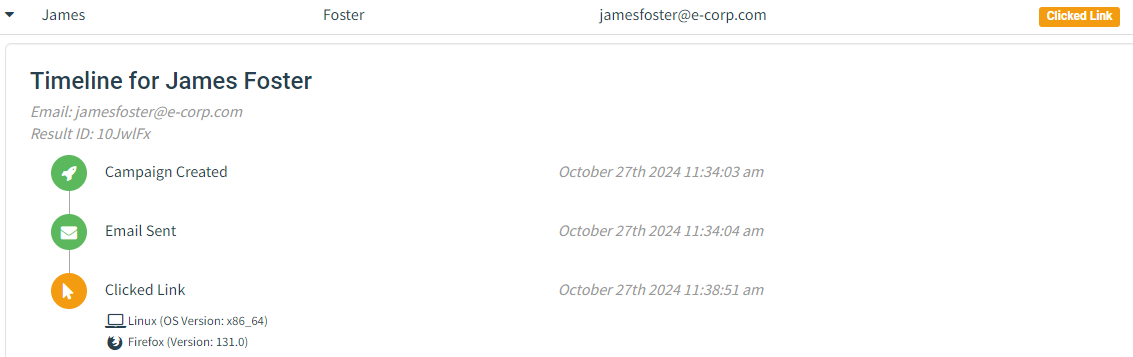 James Foster jamesfoster@e-corp.com Clicked Link
Timeline for James Foster
Email: jamesfoster@e-corp.com
Result ID: 10JwlFx
Campaign Created October 27th 2024 11:34:03 am
Email Sent October 27th 2024 11:34:04 am
Clicked Link October 27th 2024 11:38:51 am
Linux (OS Version: x86_64)
Firefox (Version: 131.0)